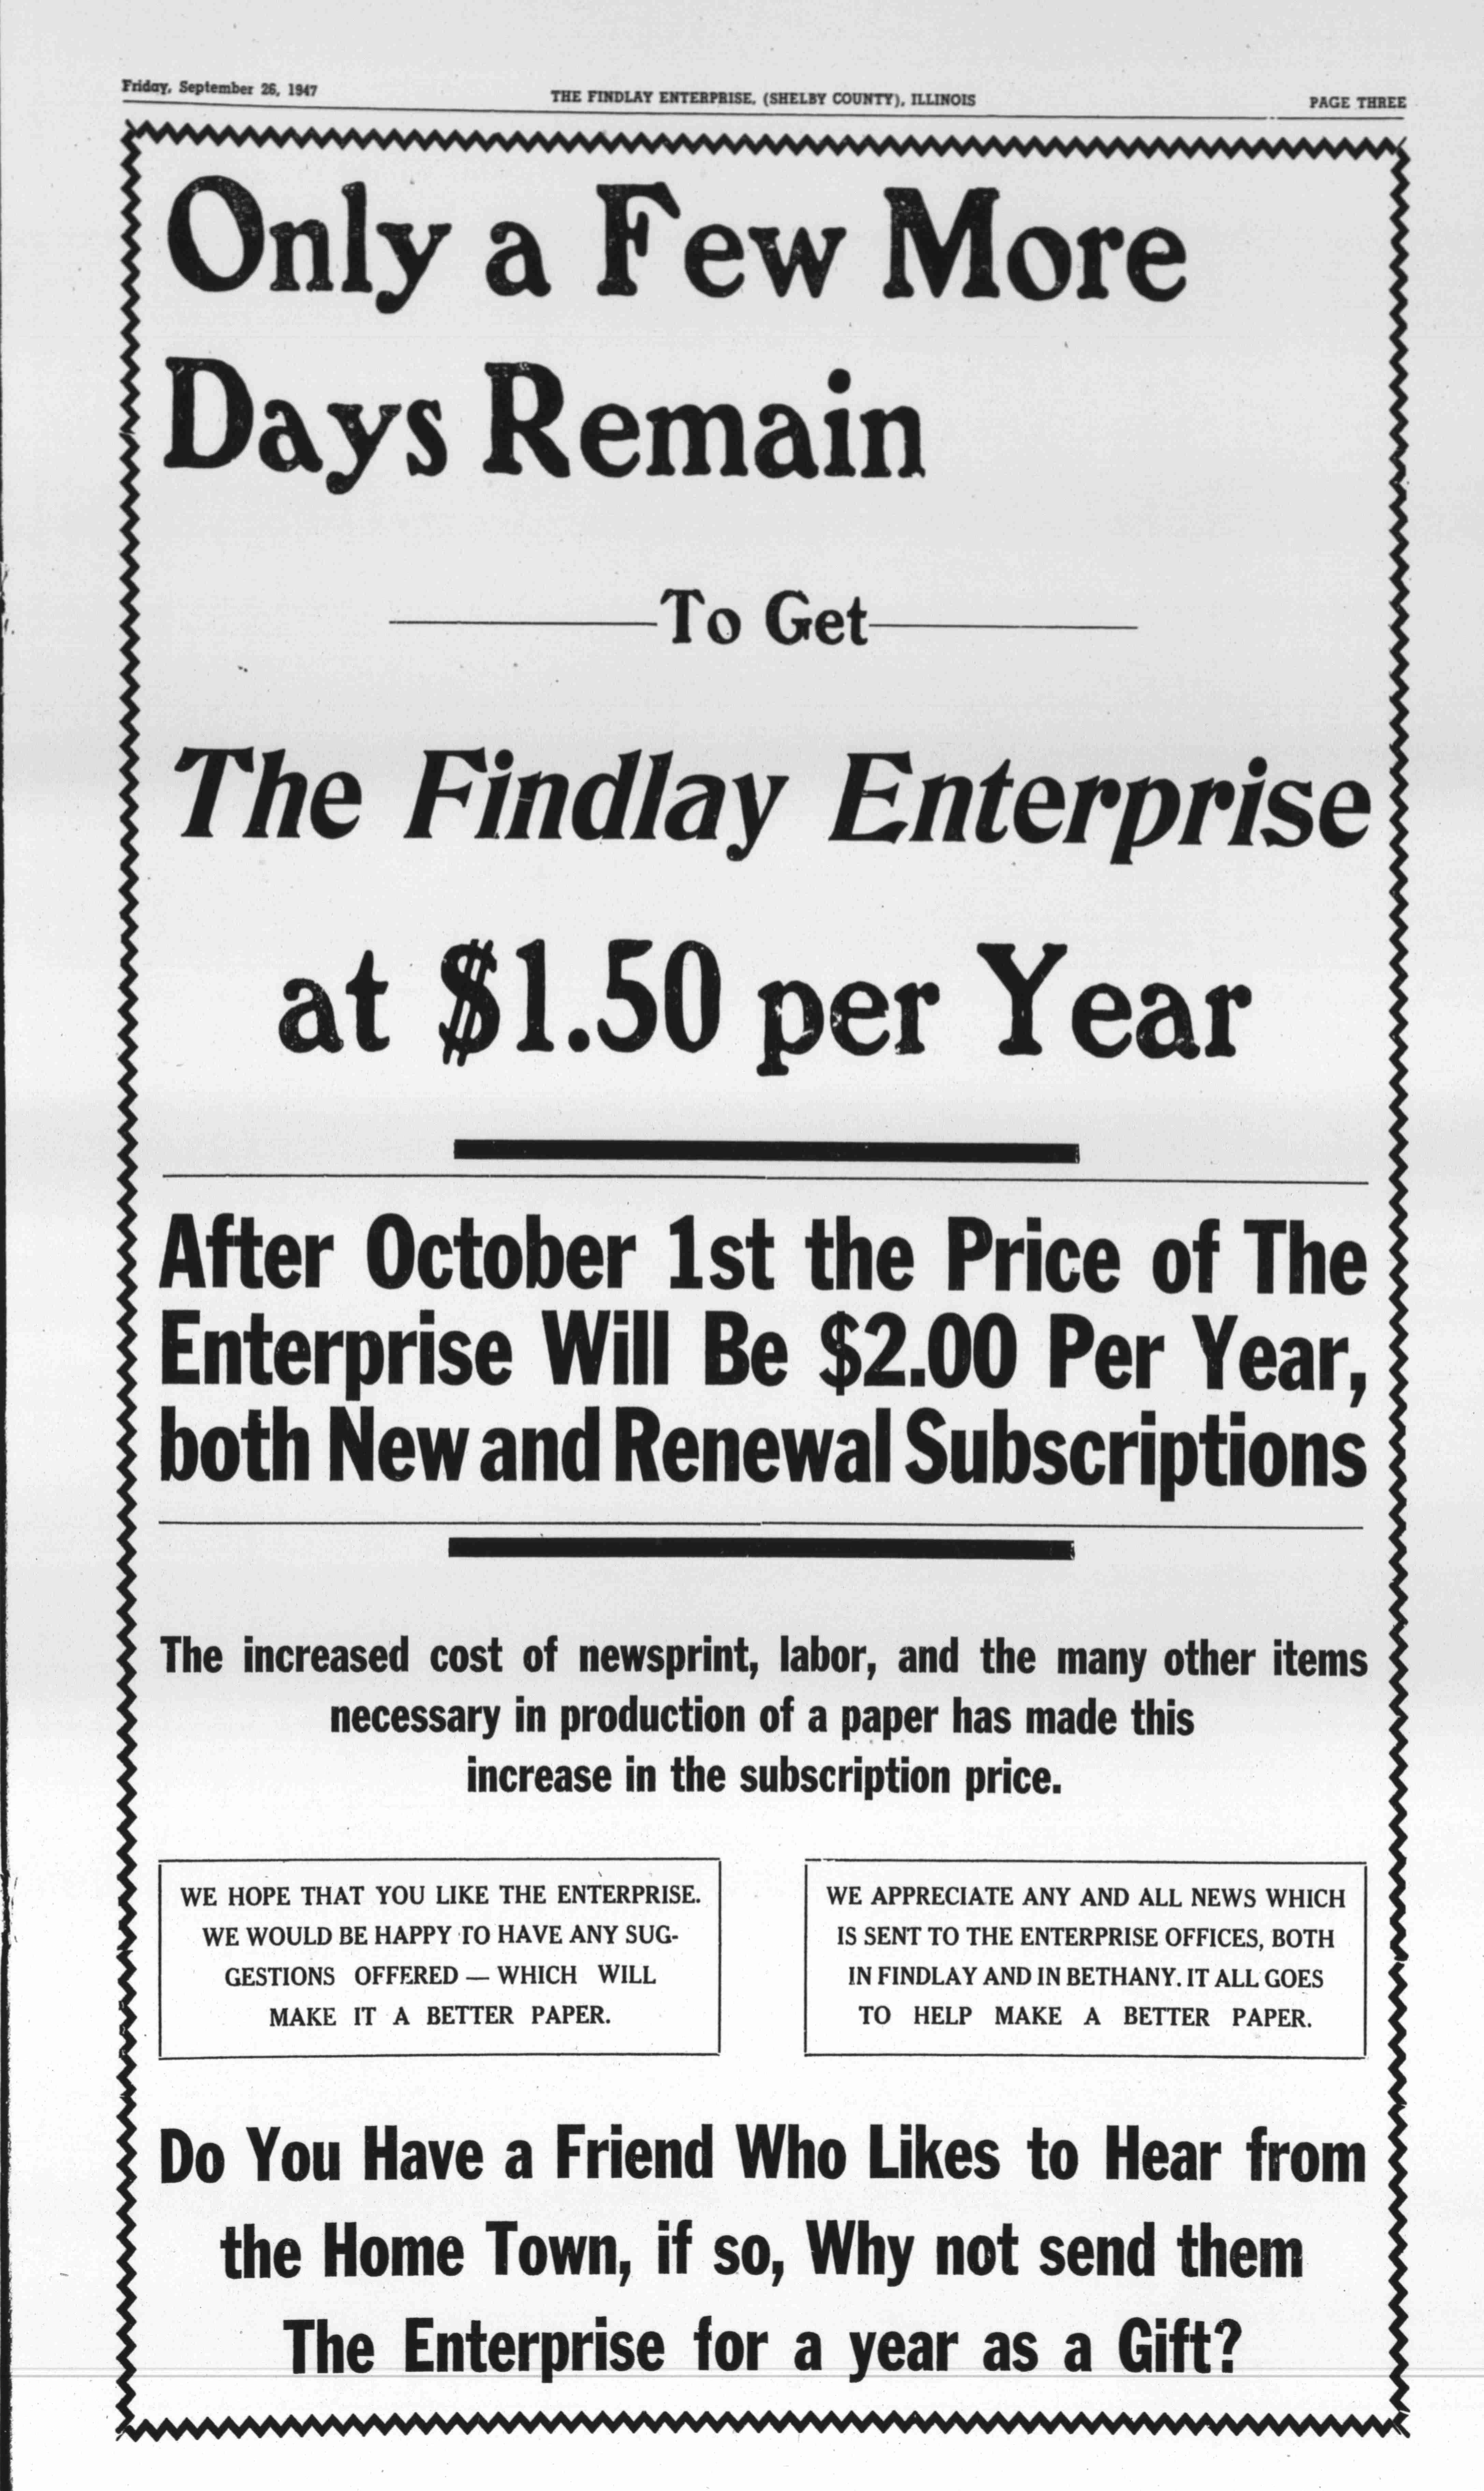 Friday, September 26, 1947
THE FINDLAY ENTERPRISE, (SHELBY COUNTY), ILLINOIS
PAGE THREE
Only a Few More
Days Remain
To Get
The Findlay Enterprise
at $1.50 per Year
After October 1st the Price of The
Enterprise Will Be $2.00 Per Year,
both New and Renewal Subscriptions
The increased cost of newsprint, labor, and the many other items
necessary in production of a paper has made this
increase in the subscription price.
WE HOPE THAT YOU LIKE THE ENTERPRISE.
WE WOULD BE HAPPY TO HAVE ANY SUG-
GESTIONS OFFERED — WHICH WILL
MAKE IT A BETTER PAPER.
WE APPRECIATE ANY AND ALL NEWS WHICH
IS SENT TO THE ENTERPRISE OFFICES, BOTH
IN FINDLAY AND IN BETHANY. IT ALL GOES
TO HELP MAKE A BETTER PAPER.
Do You Have a Friend Who Likes to Hear from
the Home Town, if so, Why not send them
The Enterprise for a year as a Gift?